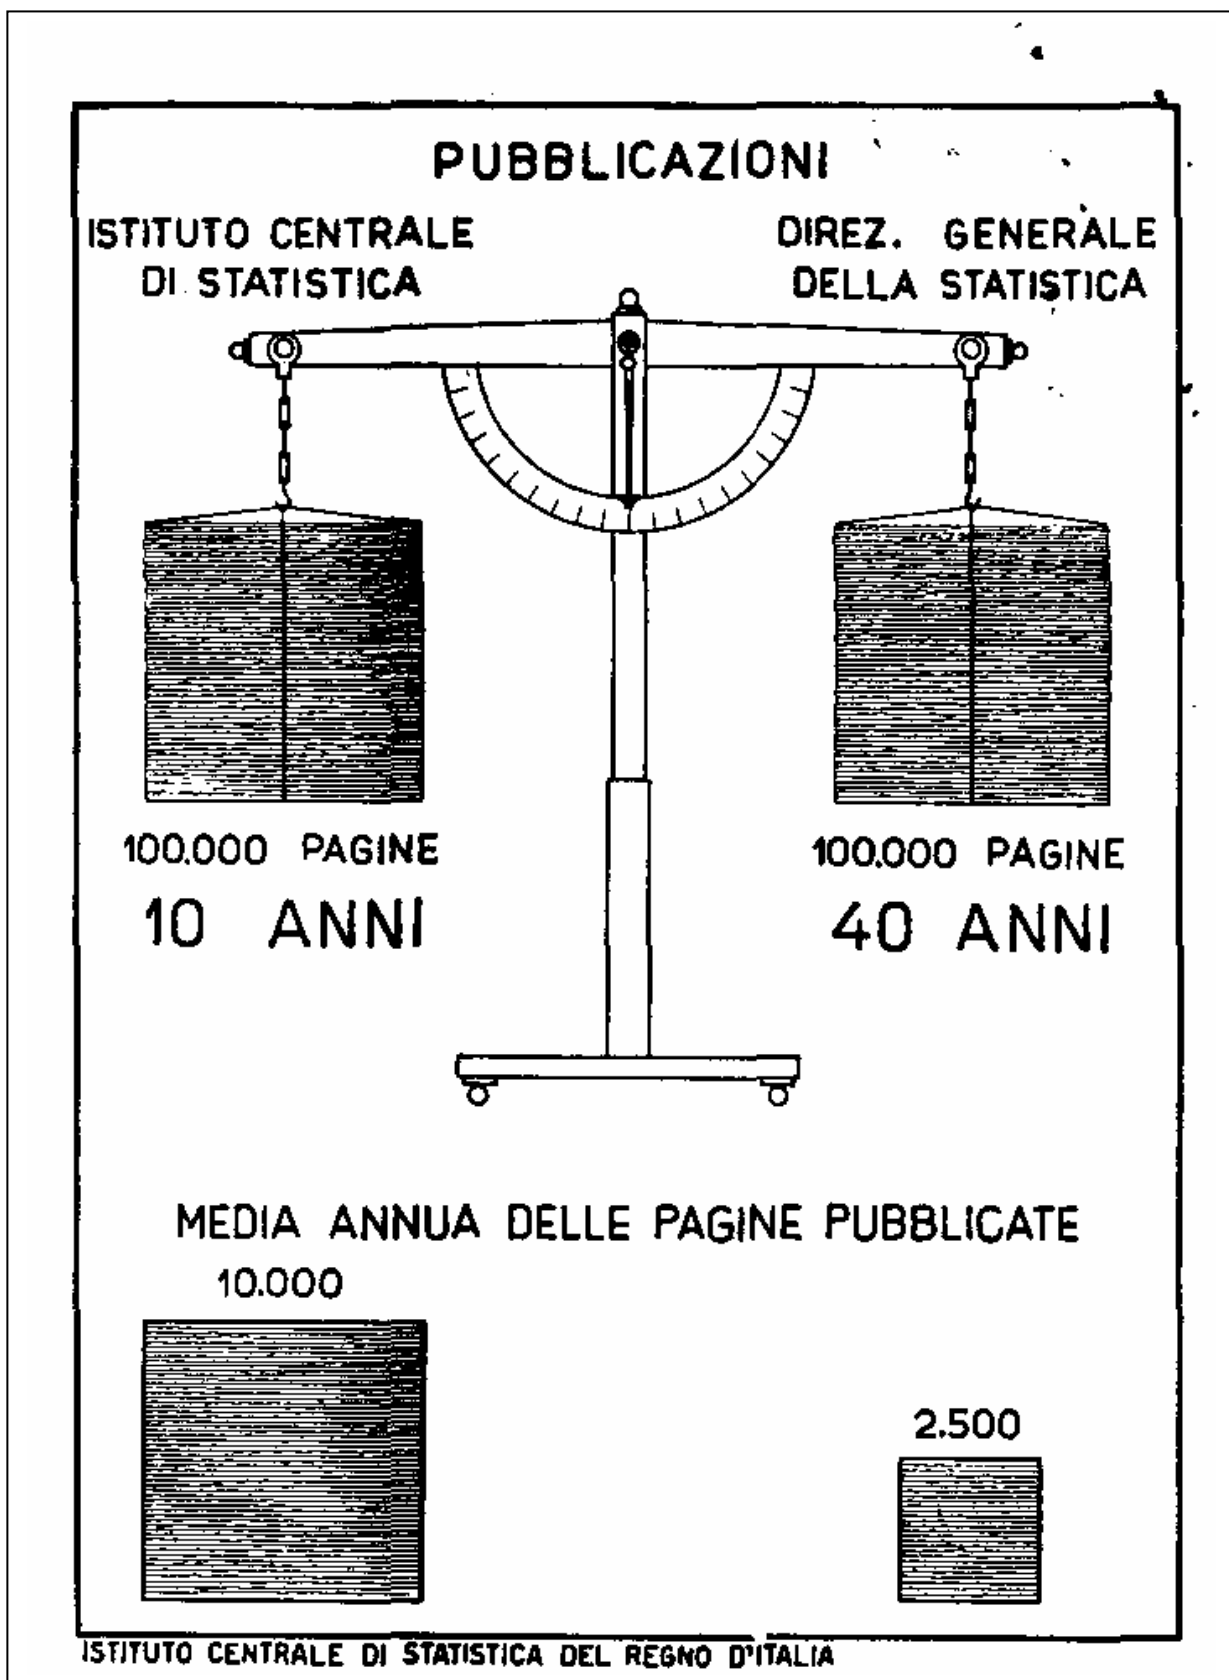 PUBBLICAZIONI
ISTITUTO CENTRALE
DI STATISTICA
DIREZ. GENERALE
DELLA STATISTICA
100.000 PAGINE
10 ANNI
100.000 PAGINE
40 ANNI
MEDIA ANNUA DELLE PAGINE PUBBLICATE
10.000
2.500
ISTITUTO CENTRALE DI STATISTICA DEL REGNO D'ITALIA